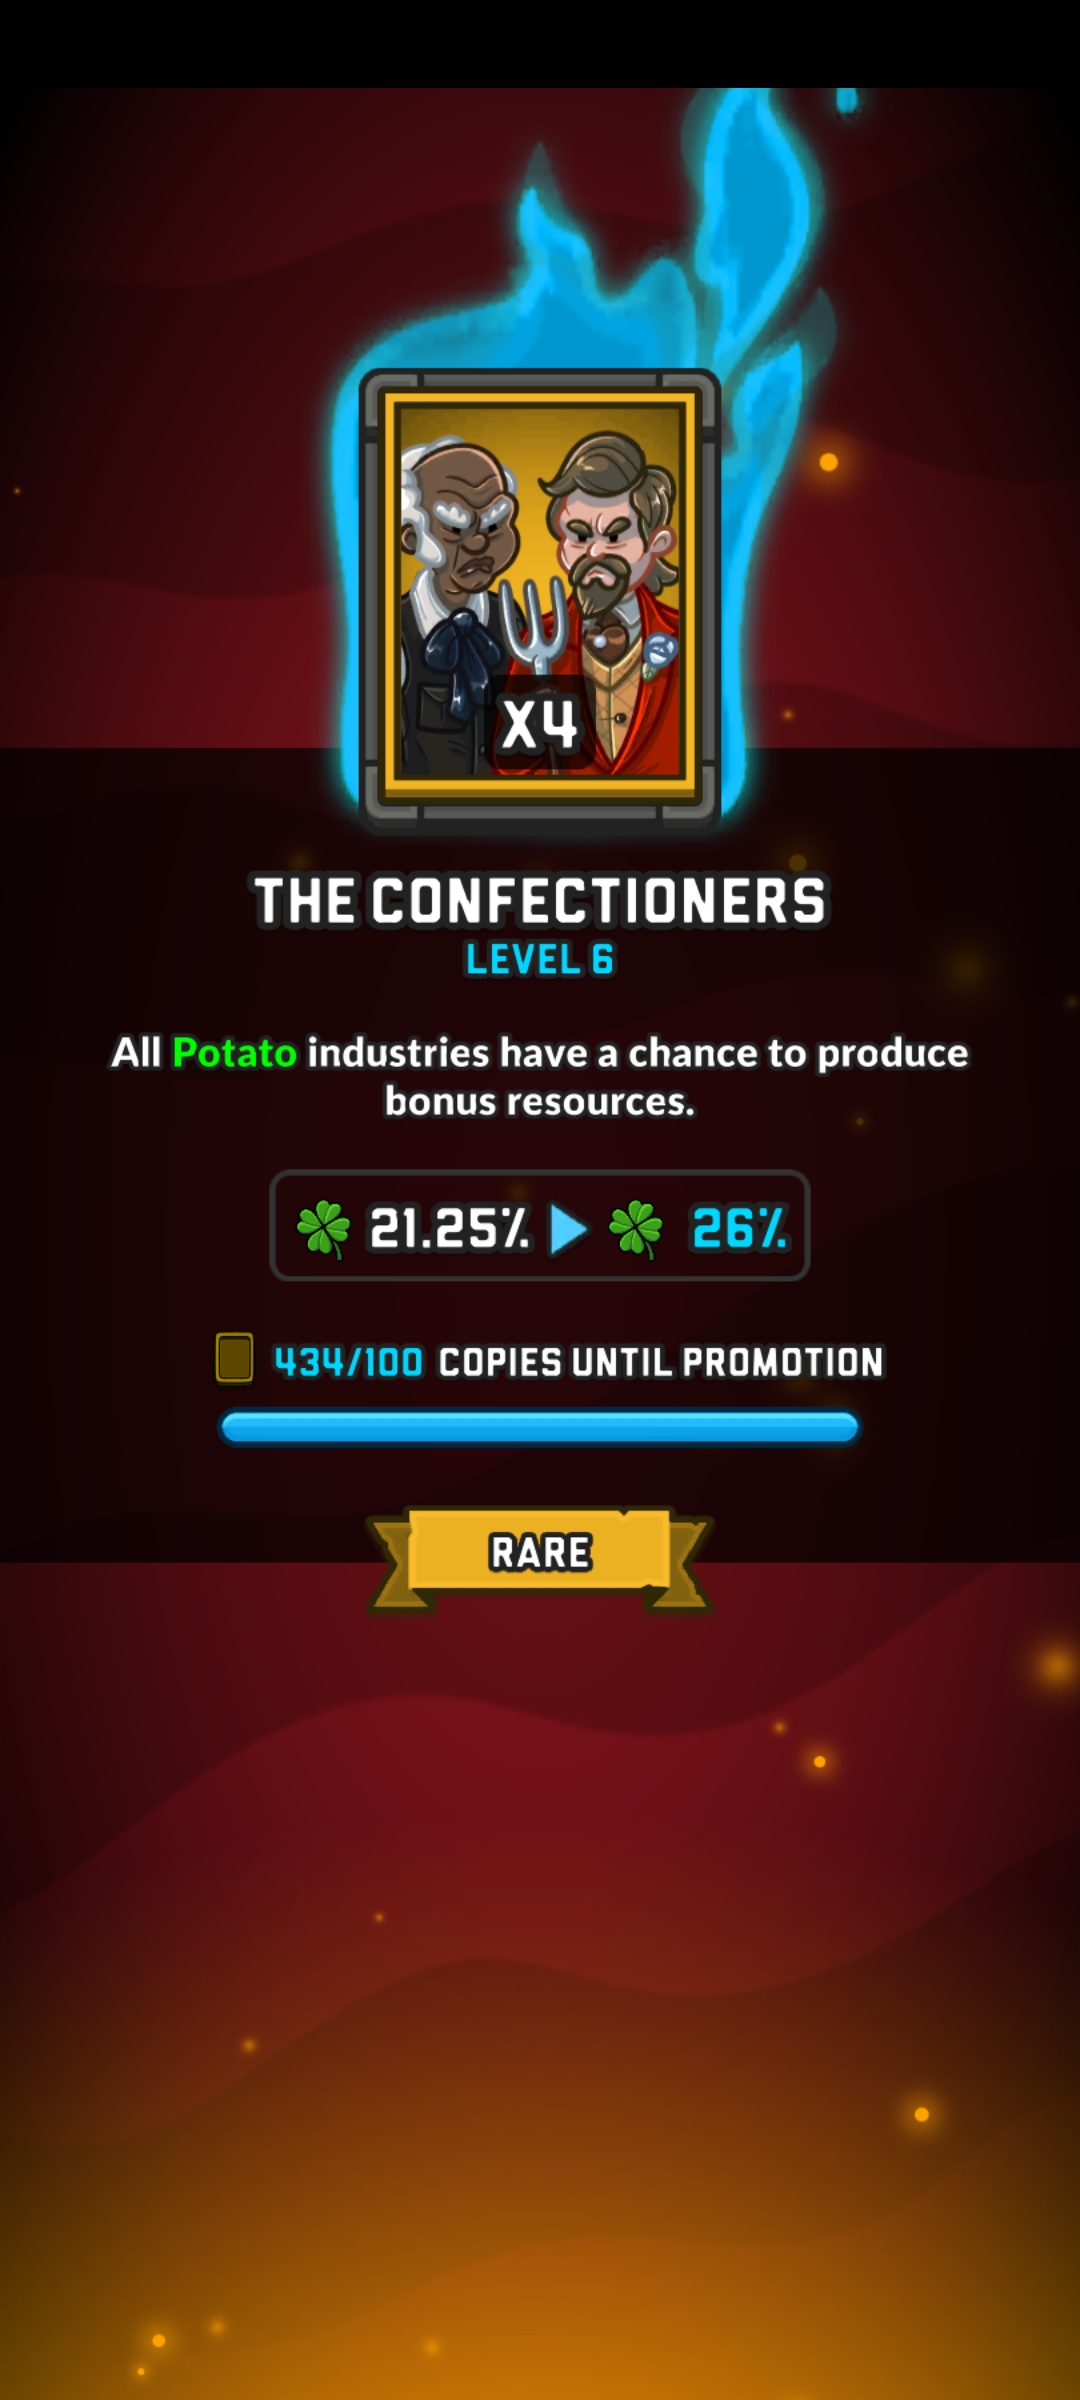 X4
THE CONFECTIONERS
LEVEL 6
All Potato industries have a chance to produce
bonus resources.
21.25% 26%
434/100 COPIES UNTIL PROMOTION
RARE